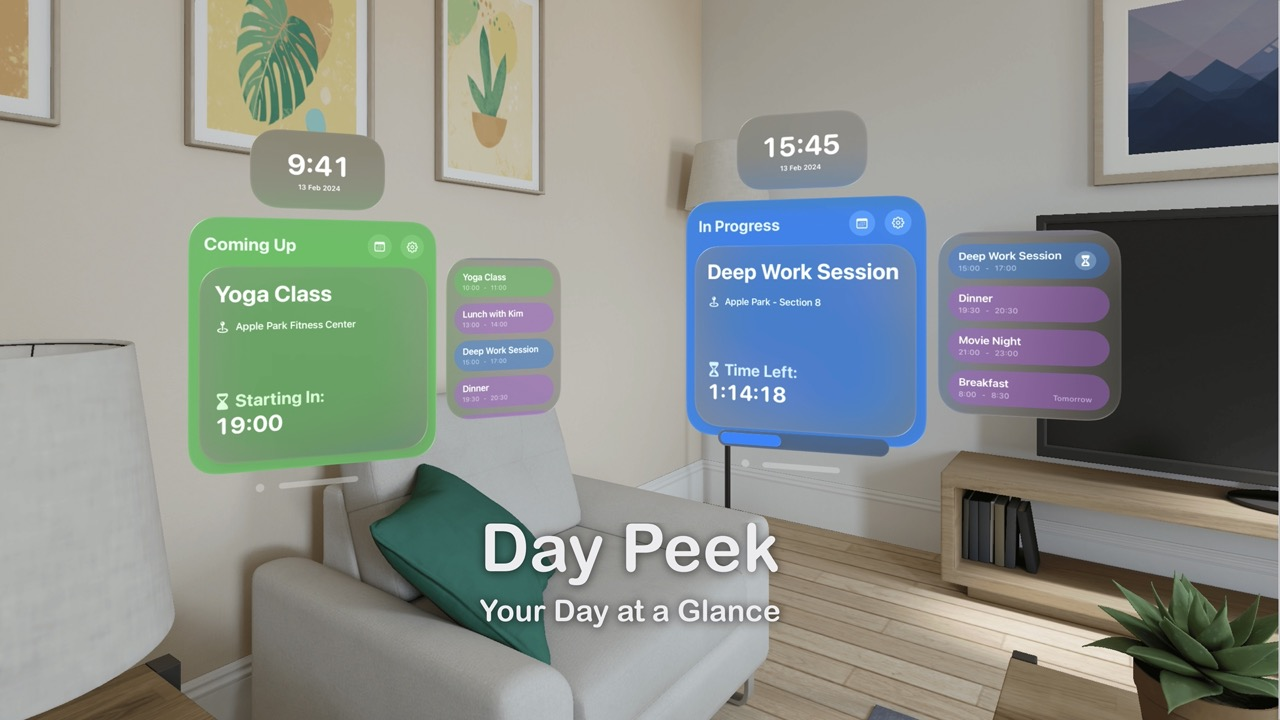 9:41
13 Feb 2024
Coming Up
Yoga Class
Apple Park Fitness Center
Starting In:
19:00
Yoga Class
10:00 - 11:00
Lunch with Kim
13:00 - 14:00
Deep Work Session
15:00 - 17:00
Dinner
19:30 - 20:30
15:45
13 Feb 2024
In Progress
Deep Work Session
Apple Park - Section 8
Time Left:
1:14:18
Deep Work Session
15:00 - 17:00
Dinner
19:30 - 20:30
Movie Night
21:00 - 23:00
Breakfast
8:00 - 8:30 Tomorrow
Day Peek
Your Day at a Glance